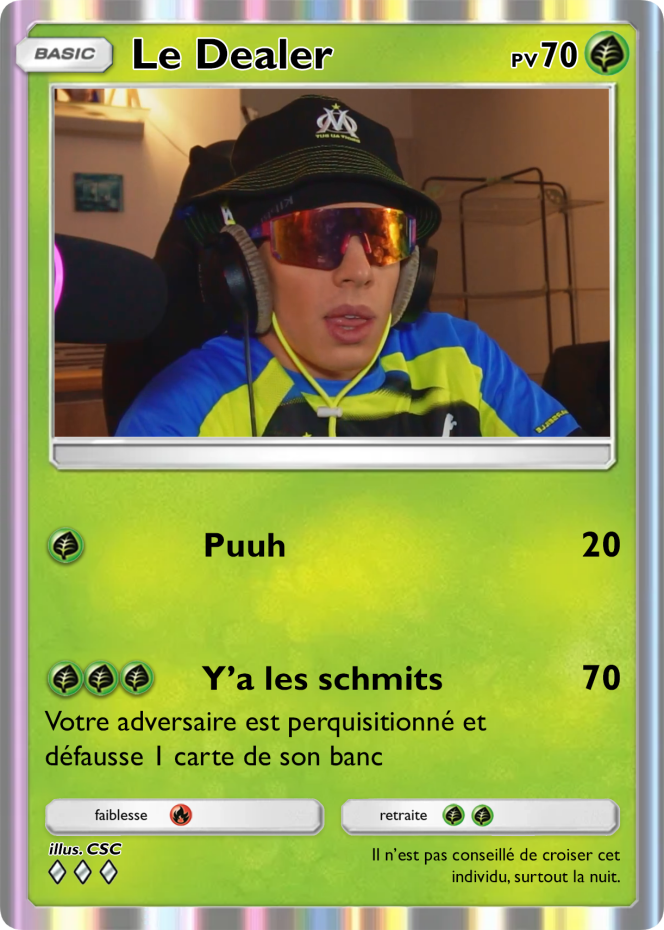 BASIC
Le Dealer
PV70
Puuh 20
Y'a les schmits 70
Votre adversaire est perquisitionné et
défausse 1 carte de son banc
faiblesse
retraite
illus. CSC
Il n'est pas conseillé de croiser cet
individu, surtout la nuit.